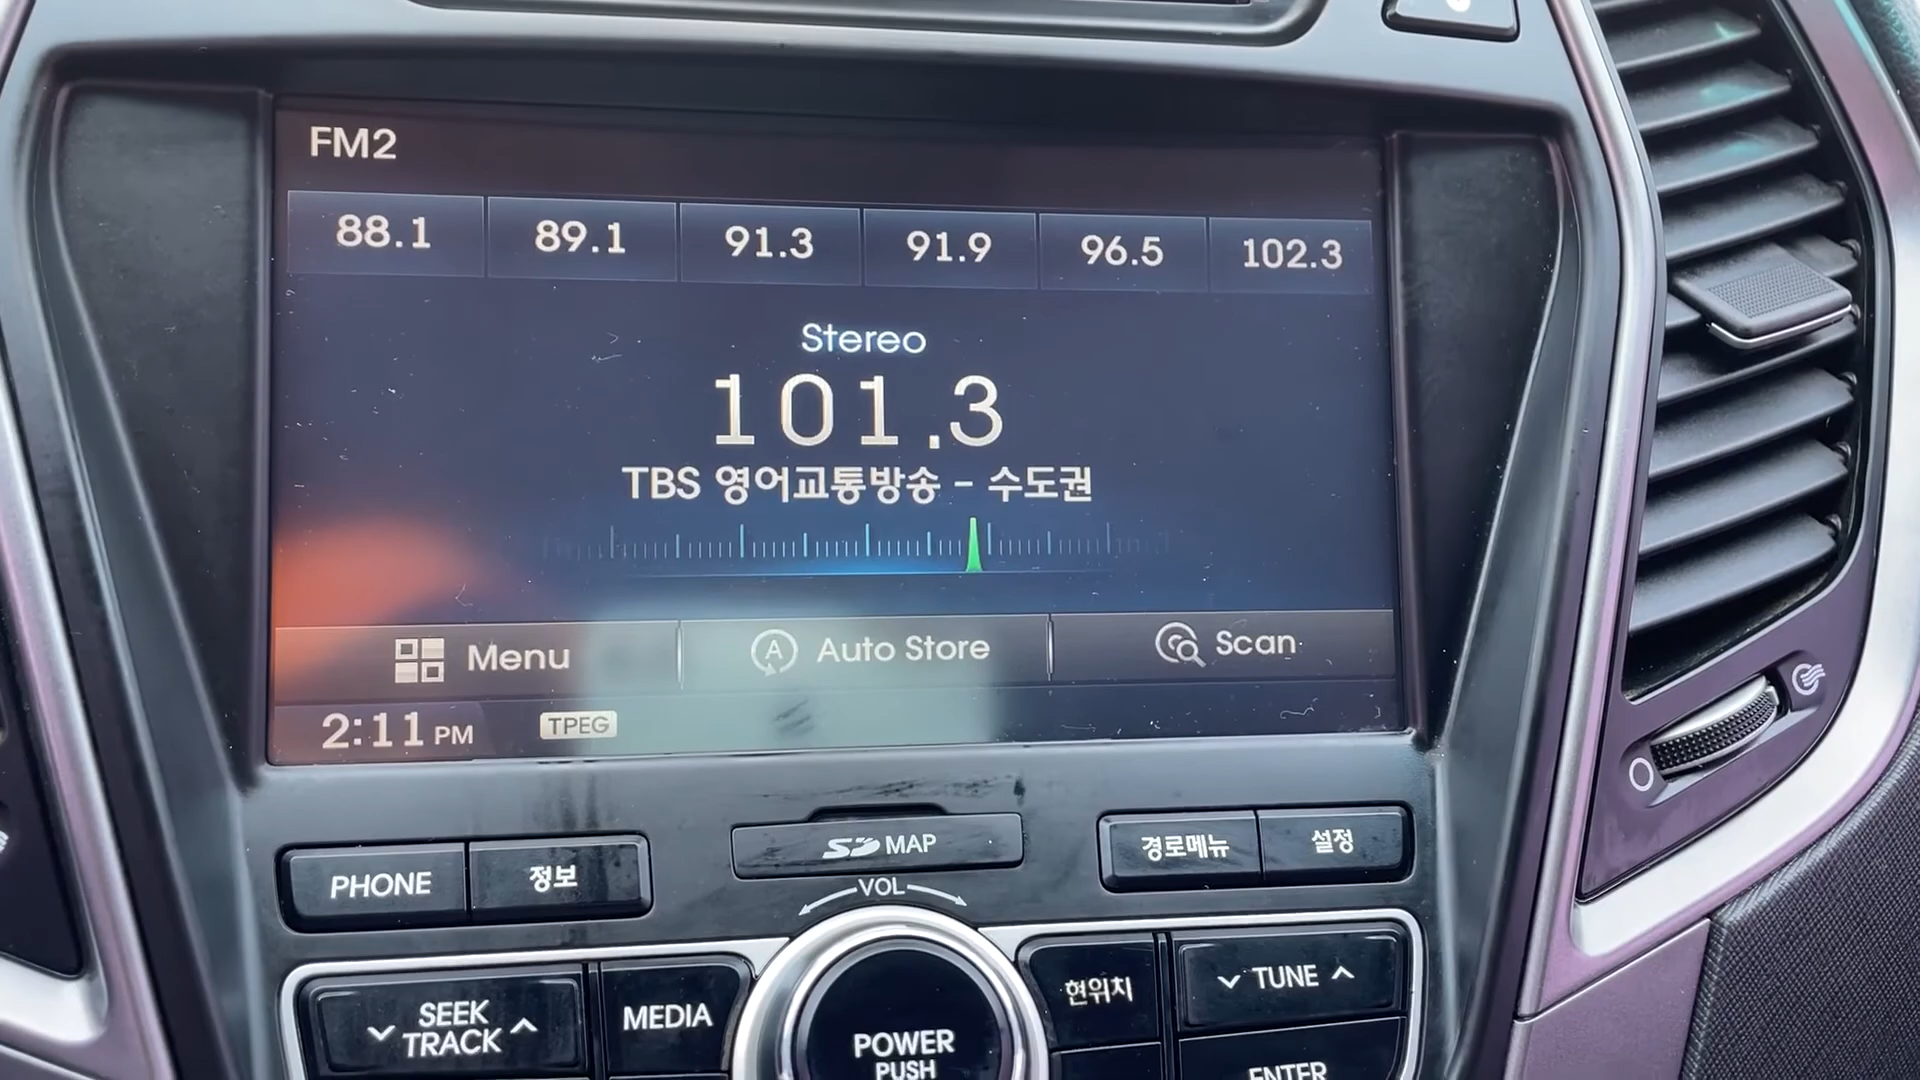 FM2
88.1 89.1 91.3 91.9 96.5 102.3
Stereo
101.3
TBS 영어교통방송 - 수도권
Menu Auto Store Scan
2:11 PM TPEG
PHONE 정보 SD MAP 경로메뉴 설정
VOL
SEEK
TRACK
MEDIA
POWER
PUSH
현위치
TUNE
ENTER